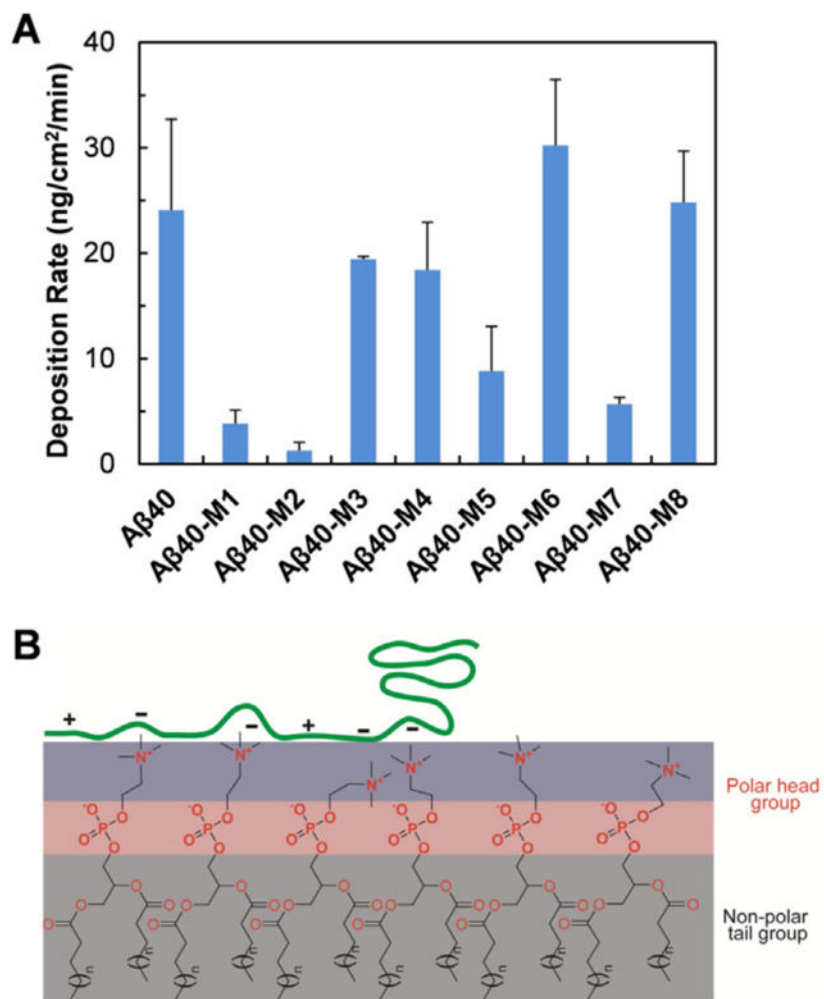 A
Deposition Rate (ng/cm²/min)
40
30
20
10
0
Aβ40
Aβ40-M1
Aβ40-M2
Aβ40-M3
Aβ40-M4
Aβ40-M5
Aβ40-M6
Aβ40-M7
Aβ40-M8
B
+ - - + - -
N⁺ N⁺ N⁺ N⁺ N⁺ N⁺
⁻O O ⁻O O ⁻O O ⁻O O ⁻O O ⁻O O
P P P P P P
O O O O O O O O O O O O
O O O O O O O O O O O O
O O O O O O O O O O O O
n n n n n n n n n n n n
Polar head
group
Non-polar
tail group